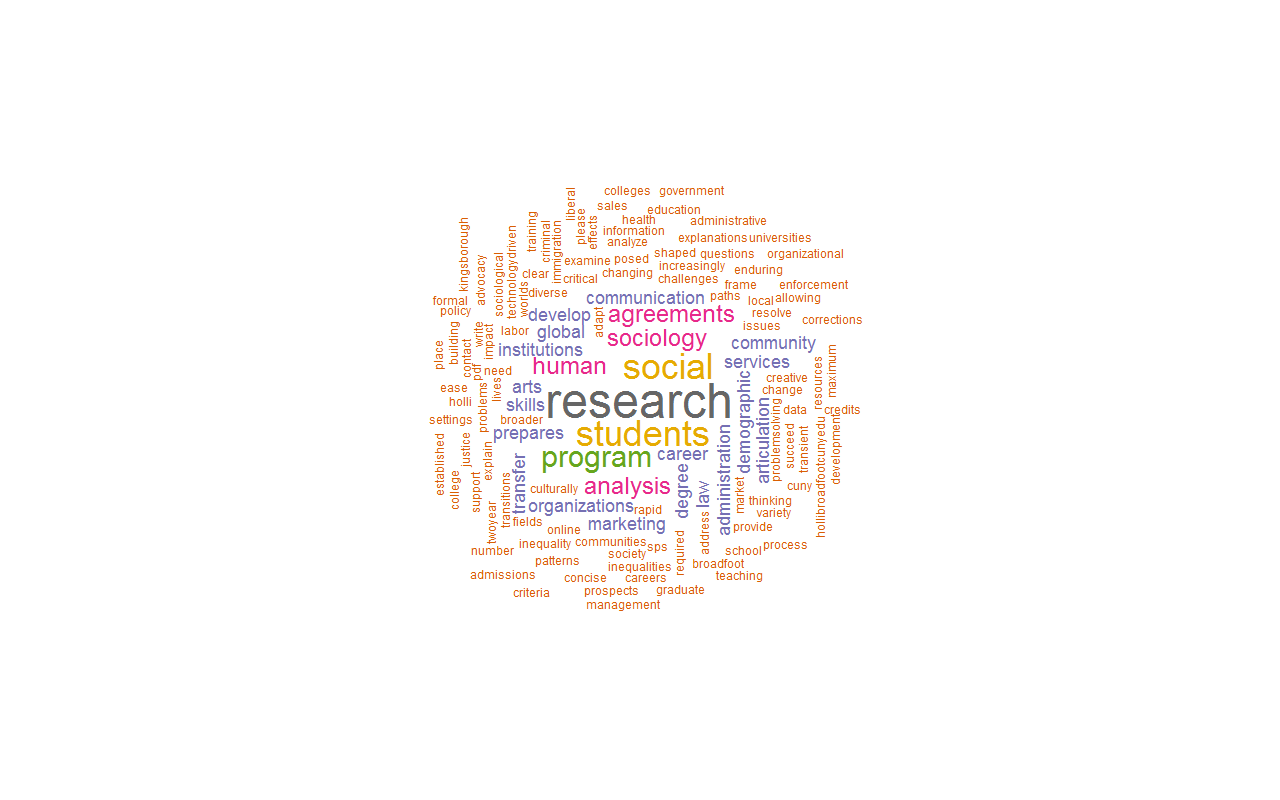 colleges government
liberal
sales
education
please
effects
health
administrative
training
criminal
immigration
information
analyze
explanations
universities
kingsborough
technologydriven
sociological
advocacy
examine
posed
shaped
questions
organizational
clear
critical
changing
increasingly
challenges
enduring
worlds
diverse
communication
paths
frame
enforcement
formal
policy
local
allowing
develop
adapt
agreements
resolve
issues
corrections
building
write
impact
labor
global
sociology
community
place
contact
institutions
services
pdf
need
human
social
creative
change
resources
maximum
ease
holli
lives
arts
skills
research
demographic
data
credits
settings
problems
broader
prepares
students
articulation
problemsolving
succeed
transient
development
established
justice
explain
program
career
college
support
transfer
culturally
analysis
degree
law
administration
market
cuny
hollibroadfootcunyedu
twoyear
transitions
organizations
rapid
thinking
variety
fields
online
marketing
address
provide
number
inequality
communities
society
sps
required
school
process
patterns
inequalities
broadfoot
admissions
concise
careers
teaching
criteria
prospects
graduate
management